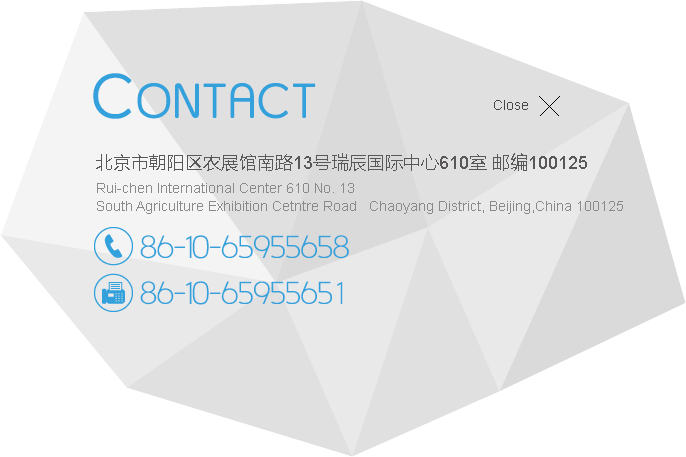 CONTACT
Close
北京市朝阳区农展馆南路13号瑞辰国际中心610室 邮编100125
Rui-chen International Center 610 No. 13
South Agriculture Exhibition Cetntre Road Chaoyang District, Beijing,China 100125
86-10-65955658
86-10-65955651